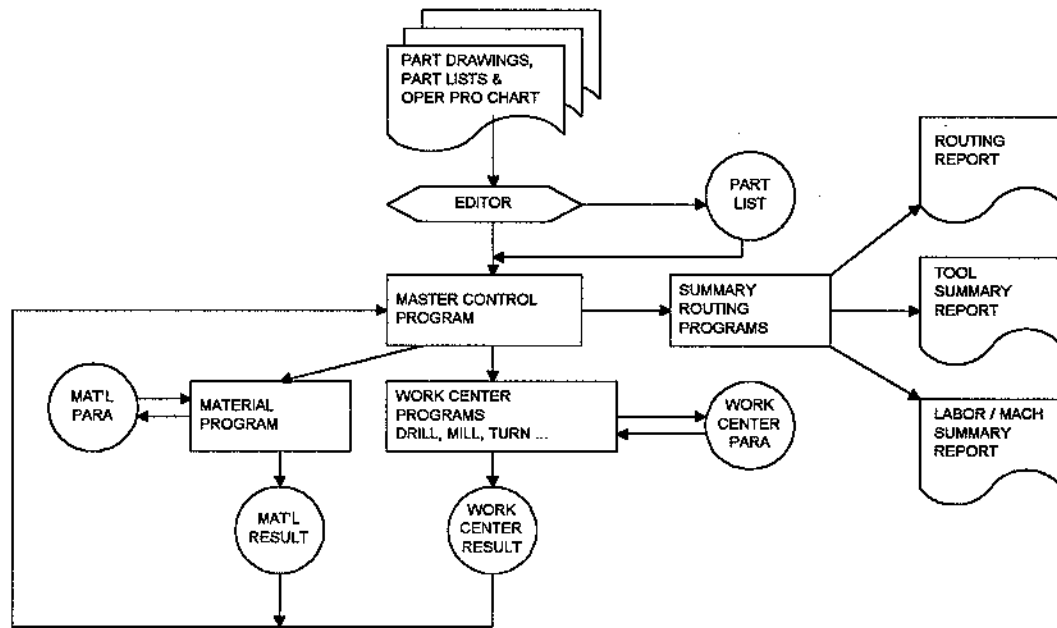 PART DRAWINGS,
PART LISTS &
OPER PRO CHART
EDITOR
PART
LIST
ROUTING
REPORT
MASTER CONTROL
PROGRAM
SUMMARY
ROUTING
PROGRAMS
TOOL
SUMMARY
REPORT
MAT'L
PARA
MATERIAL
PROGRAM
WORK CENTER
PROGRAMS
DRILL, MILL, TURN ...
WORK
CENTER
PARA
LABOR / MACH
SUMMARY
REPORT
MAT'L
RESULT
WORK
CENTER
RESULT